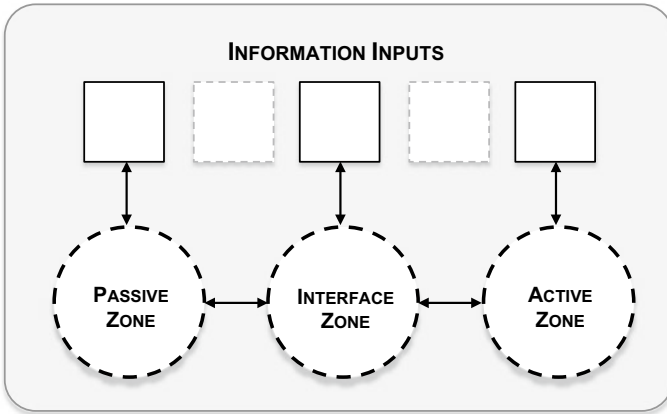 INFORMATION INPUTS
PASSIVE
ZONE
INTERFACE
ZONE
ACTIVE
ZONE